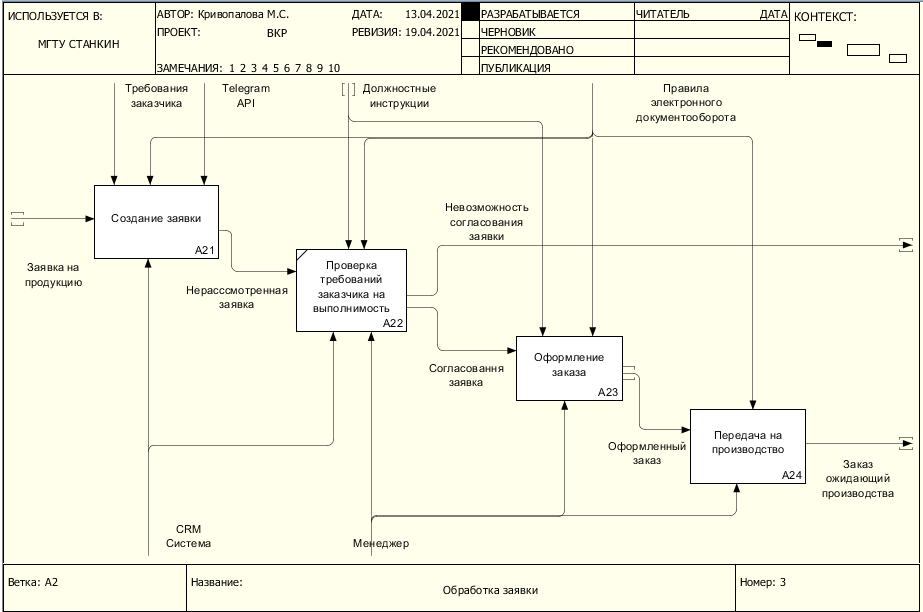 ИСПОЛЬЗУЕТСЯ В:
МГТУ СТАНКИН
АВТОР: Кривопалова М.С.
ДАТА: 13.04.2021
ПРОЕКТ: ВКР
РЕВИЗИЯ: 19.04.2021
ЗАМЕЧАНИЯ: 1 2 3 4 5 6 7 8 9 10
РАЗРАБАТЫВАЕТСЯ
ЧЕРНОВИК
РЕКОМЕНДОВАНО
ПУБЛИКАЦИЯ
ЧИТАТЕЛЬ
ДАТА
КОНТЕКСТ:
Требования
заказчика
Telegram
API
Должностные
инструкции
Правила
электронного
документооборота
Создание заявки
A21
Заявка на
продукцию
Нерасссмотренная
заявка
Проверка
требований
заказчика на
выполнимость
A22
Невозможность
согласования
заявки
Согласовання
заявка
Оформление
заказа
A23
Оформленный
заказ
Передача на
производство
A24
Заказ
ожидающий
производства
CRM
Система
Менеджер
Ветка: A2
Название:
Обработка заявки
Номер: 3